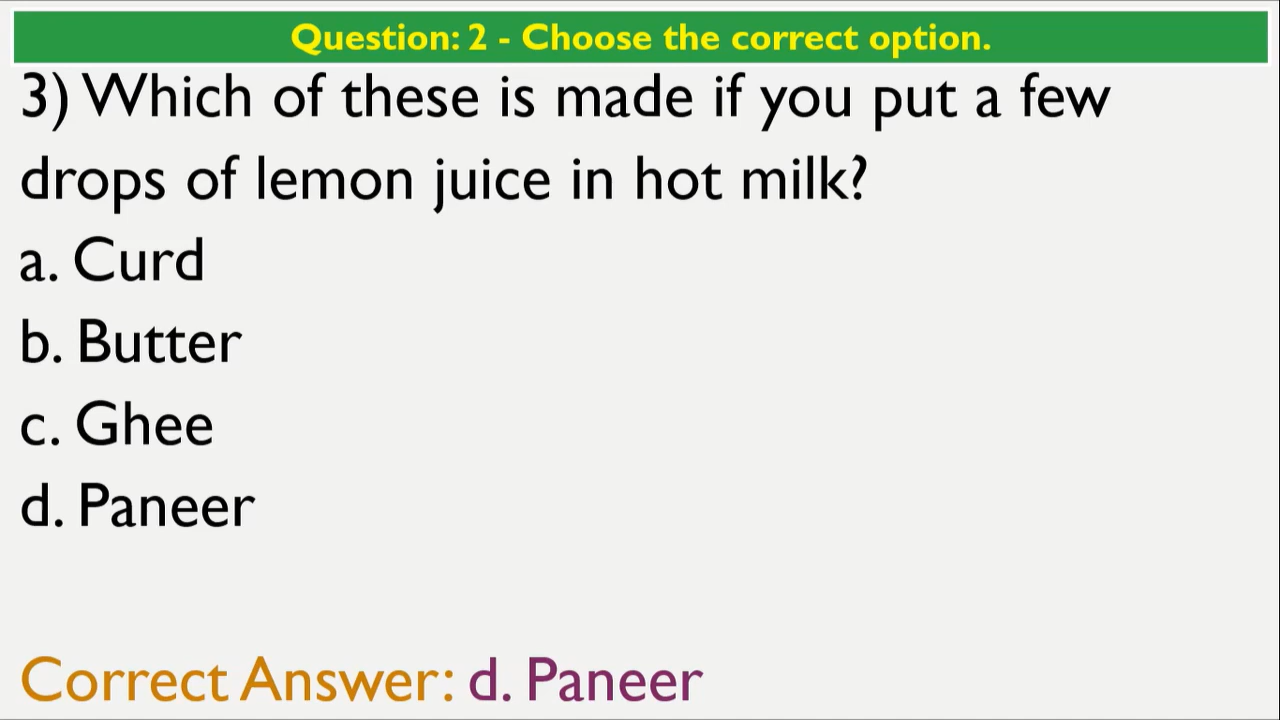 Question: 2 - Choose the correct option.
3) Which of these is made if you put a few
drops of lemon juice in hot milk?
a. Curd
b. Butter
c. Ghee
d. Paneer
Correct Answer: d. Paneer